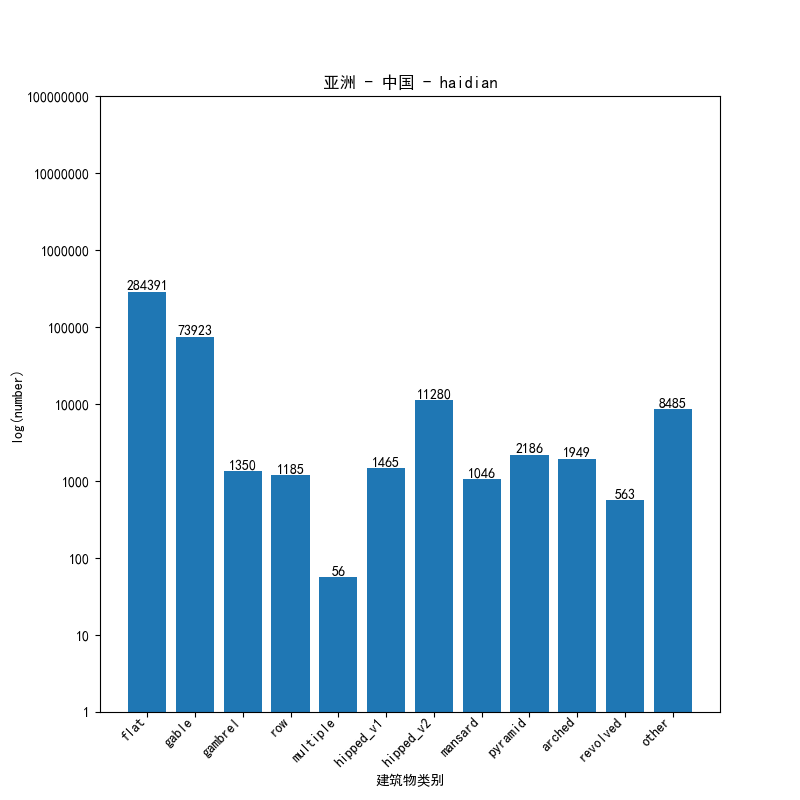 亚洲 - 中国 - haidian
100000000
10000000
1000000
100000
10000
1000
100
10
1
log(number)
284391
73923
1350
1185
56
1465
11280
1046
2186
1949
563
8485
flat
gable
gambrel
row
multiple
hipped_v1
hipped_v2
mansard
pyramid
arched
revolved
other
建筑物类别